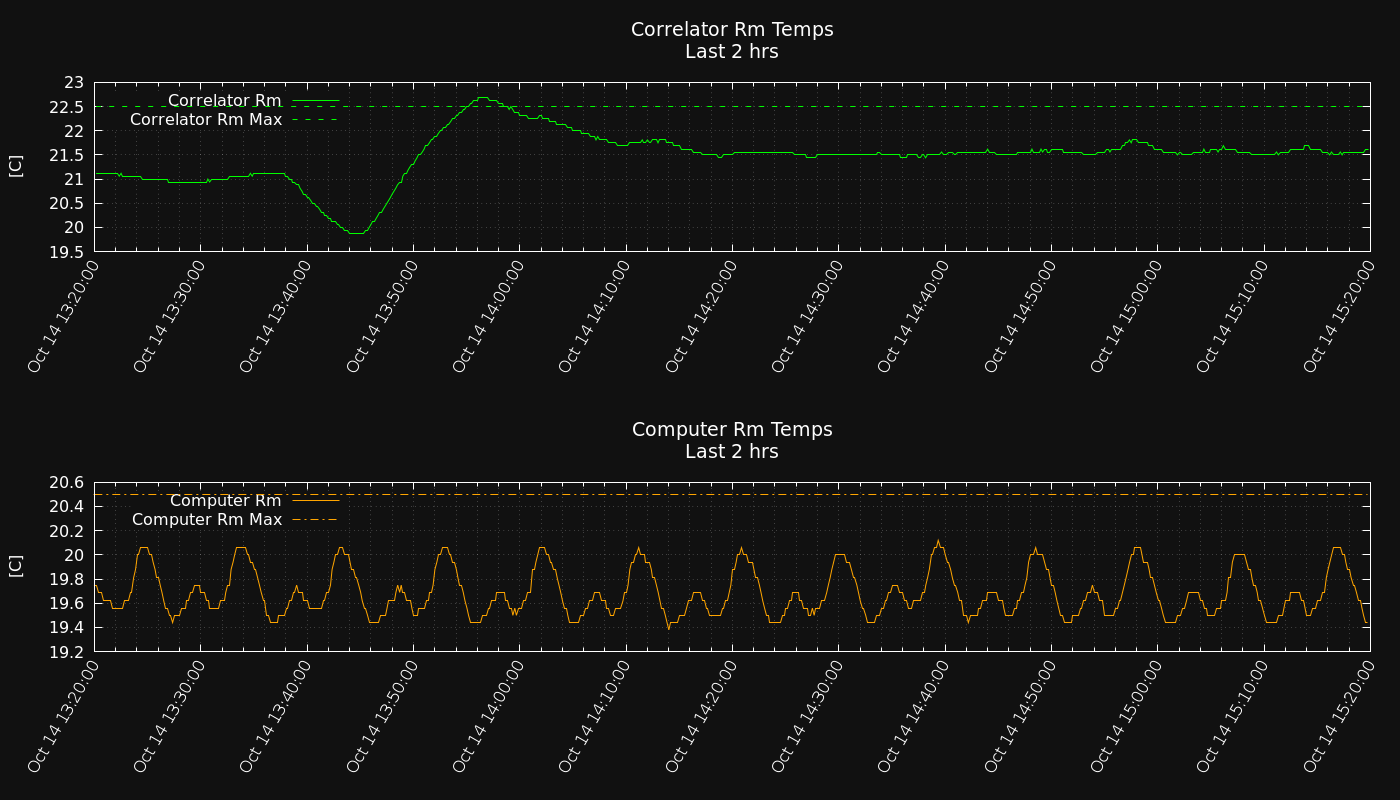 Correlator Rm Temps
Last 2 hrs
[C]
23
22.5
22
21.5
21
20.5
20
19.5
Correlator Rm
Correlator Rm Max
Oct 14 13:20:00
Oct 14 13:30:00
Oct 14 13:40:00
Oct 14 13:50:00
Oct 14 14:00:00
Oct 14 14:10:00
Oct 14 14:20:00
Oct 14 14:30:00
Oct 14 14:40:00
Oct 14 14:50:00
Oct 14 15:00:00
Oct 14 15:10:00
Oct 14 15:20:00
Computer Rm Temps
Last 2 hrs
[C]
20.6
20.4
20.2
20
19.8
19.6
19.4
19.2
Computer Rm
Computer Rm Max
Oct 14 13:20:00
Oct 14 13:30:00
Oct 14 13:40:00
Oct 14 13:50:00
Oct 14 14:00:00
Oct 14 14:10:00
Oct 14 14:20:00
Oct 14 14:30:00
Oct 14 14:40:00
Oct 14 14:50:00
Oct 14 15:00:00
Oct 14 15:10:00
Oct 14 15:20:00